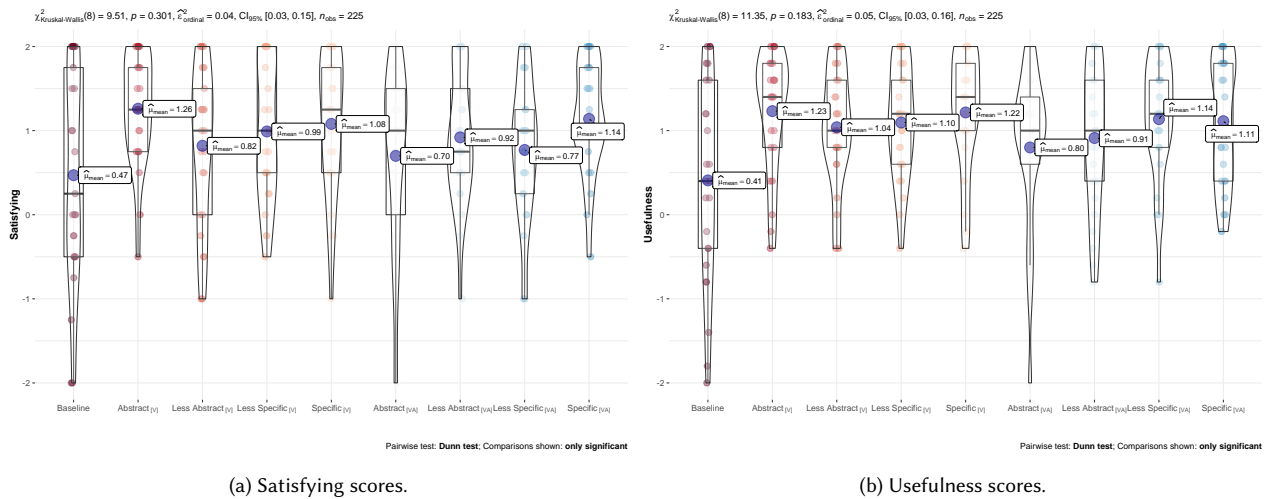 χ²Kruskal-Wallis(8) = 9.51, p = 0.301, ε̂²ordinal = 0.04, CI95% [0.03, 0.15], nobs = 225
2
1
0
-1
-2
Satisfying
μ̂mean = 0.47
μ̂mean = 1.26
μ̂mean = 0.82
μ̂mean = 0.99
μ̂mean = 1.08
μ̂mean = 0.70
μ̂mean = 0.92
μ̂mean = 0.77
μ̂mean = 1.14
Baseline Abstract [V] Less Abstract [V] Less Specific [V] Specific [V] Abstract [VA] Less Abstract [VA] Less Specific [VA] Specific [VA]
Pairwise test: Dunn test; Comparisons shown: only significant
(a) Satisfying scores.
χ²Kruskal-Wallis(8) = 11.35, p = 0.183, ε̂²ordinal = 0.05, CI95% [0.03, 0.16], nobs = 225
2
1
0
-1
-2
Usefulness
μ̂mean = 0.41
μ̂mean = 1.23
μ̂mean = 1.04
μ̂mean = 1.10
μ̂mean = 1.22
μ̂mean = 0.80
μ̂mean = 0.91
μ̂mean = 1.14
μ̂mean = 1.11
Baseline Abstract [V] Less Abstract [V] Less Specific [V] Specific [V] Abstract [VA] Less Abstract [VA] Less Specific [VA] Specific [VA]
Pairwise test: Dunn test; Comparisons shown: only significant
(b) Usefulness scores.